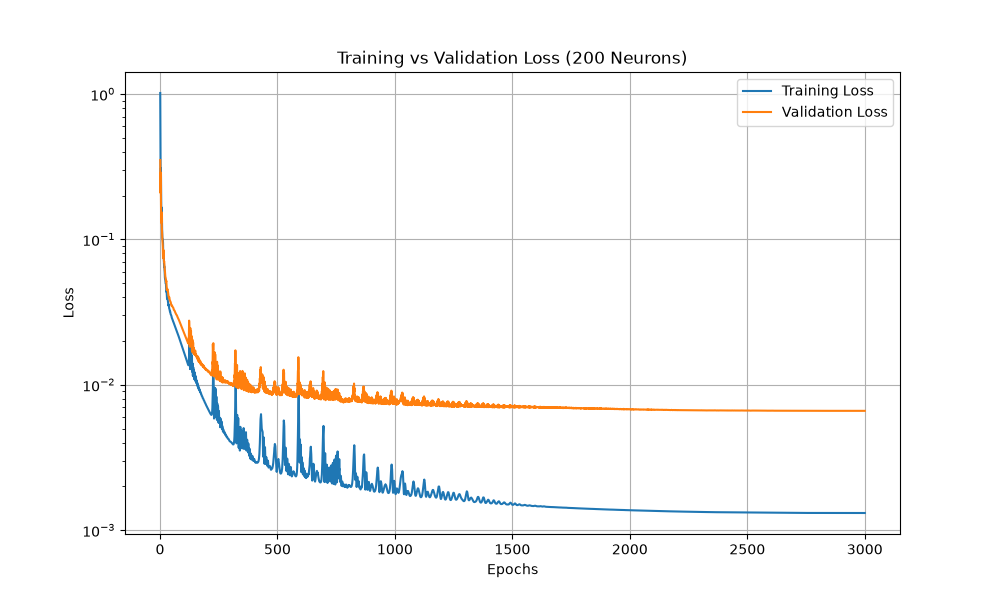 Training vs Validation Loss (200 Neurons)
Training Loss
Validation Loss
Loss
10⁰
10⁻¹
10⁻²
10⁻³
0 500 1000 1500 2000 2500 3000
Epochs